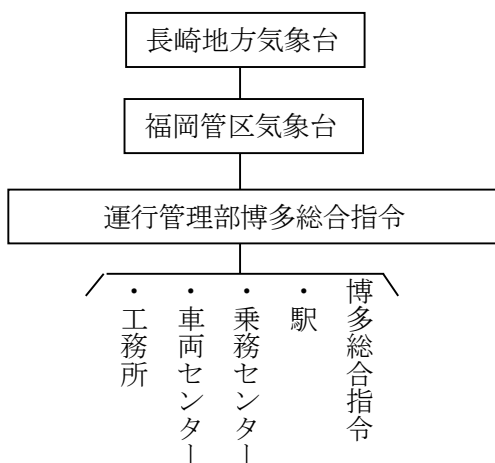 長崎地方気象台
福岡管区気象台
運行管理部博多総合指令
博多総合指令
・駅
・乗務センター
・車両センター
・工務所